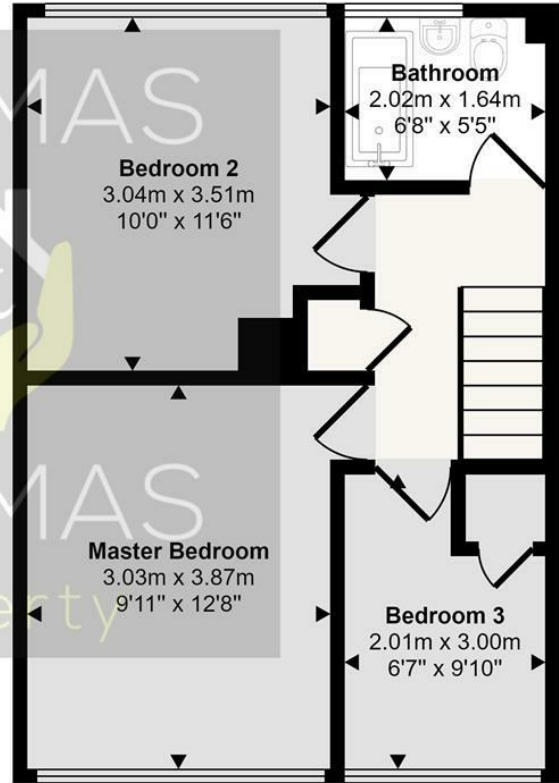 MAS
Bathroom
2.02m x 1.64m
6'8" x 5'5"
Bedroom 2
3.04m x 3.51m
10'0" x 11'6"
MAS
Master Bedroom
3.03m x 3.87m
9'11" x 12'8"
erty
Bedroom 3
2.01m x 3.00m
6'7" x 9'10"